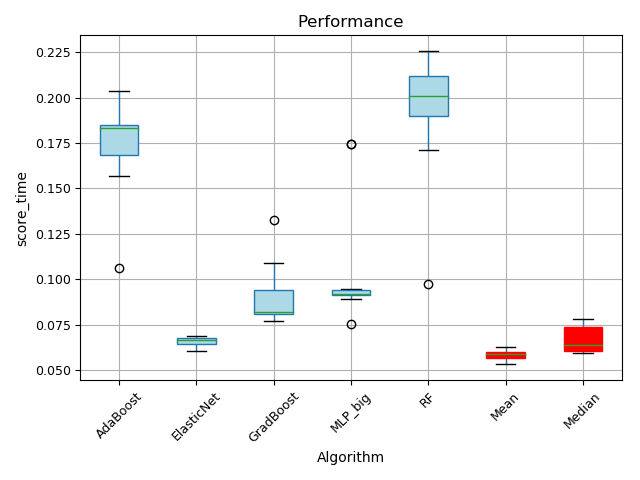 Performance
0.225
0.200
0.175
0.150
0.125
0.100
0.075
0.050
score_time
AdaBoost
ElasticNet
GradBoost
MLP_big
RF
Mean
Median
Algorithm